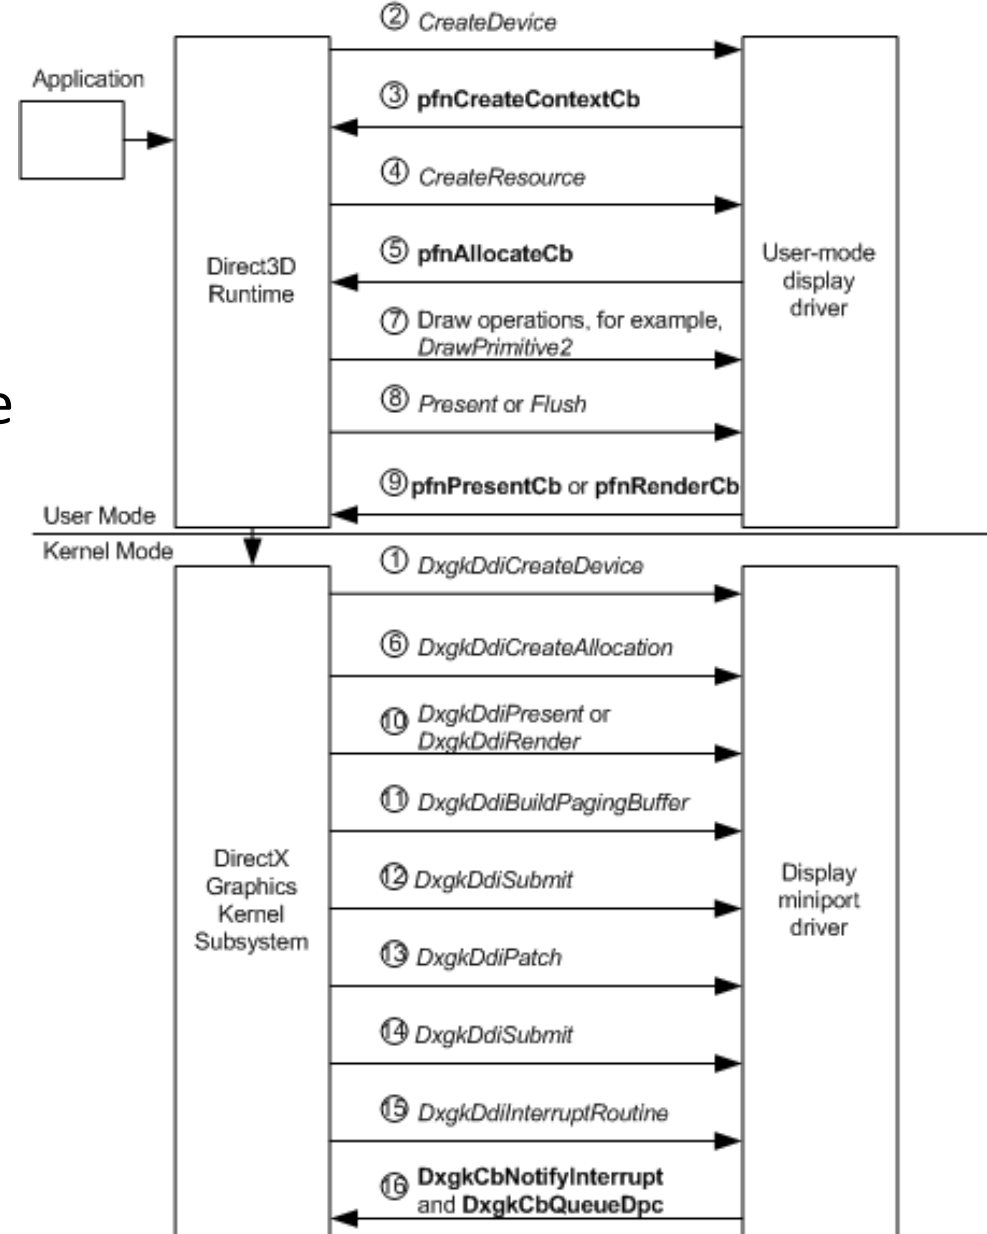 ② CreateDevice
Application
③ pfnCreateContextCb
④ CreateResource
⑤ pfnAllocateCb
Direct3D
Runtime
User-mode
display
driver
⑦ Draw operations, for example,
DrawPrimitive2
e
⑧ Present or Flush
⑨ pfnPresentCb or pfnRenderCb
User Mode
Kernel Mode
① DxgkDdiCreateDevice
⑥ DxgkDdiCreateAllocation
⑩ DxgkDdiPresent or
DxgkDdiRender
⑪ DxgkDdiBuildPagingBuffer
DirectX
Graphics
Kernel
Subsystem
⑫ DxgkDdiSubmit
Display
miniport
driver
⑬ DxgkDdiPatch
⑭ DxgkDdiSubmit
⑮ DxgkDdiInterruptRoutine
⑯ DxgkCbNotifyInterrupt
and DxgkCbQueueDpc